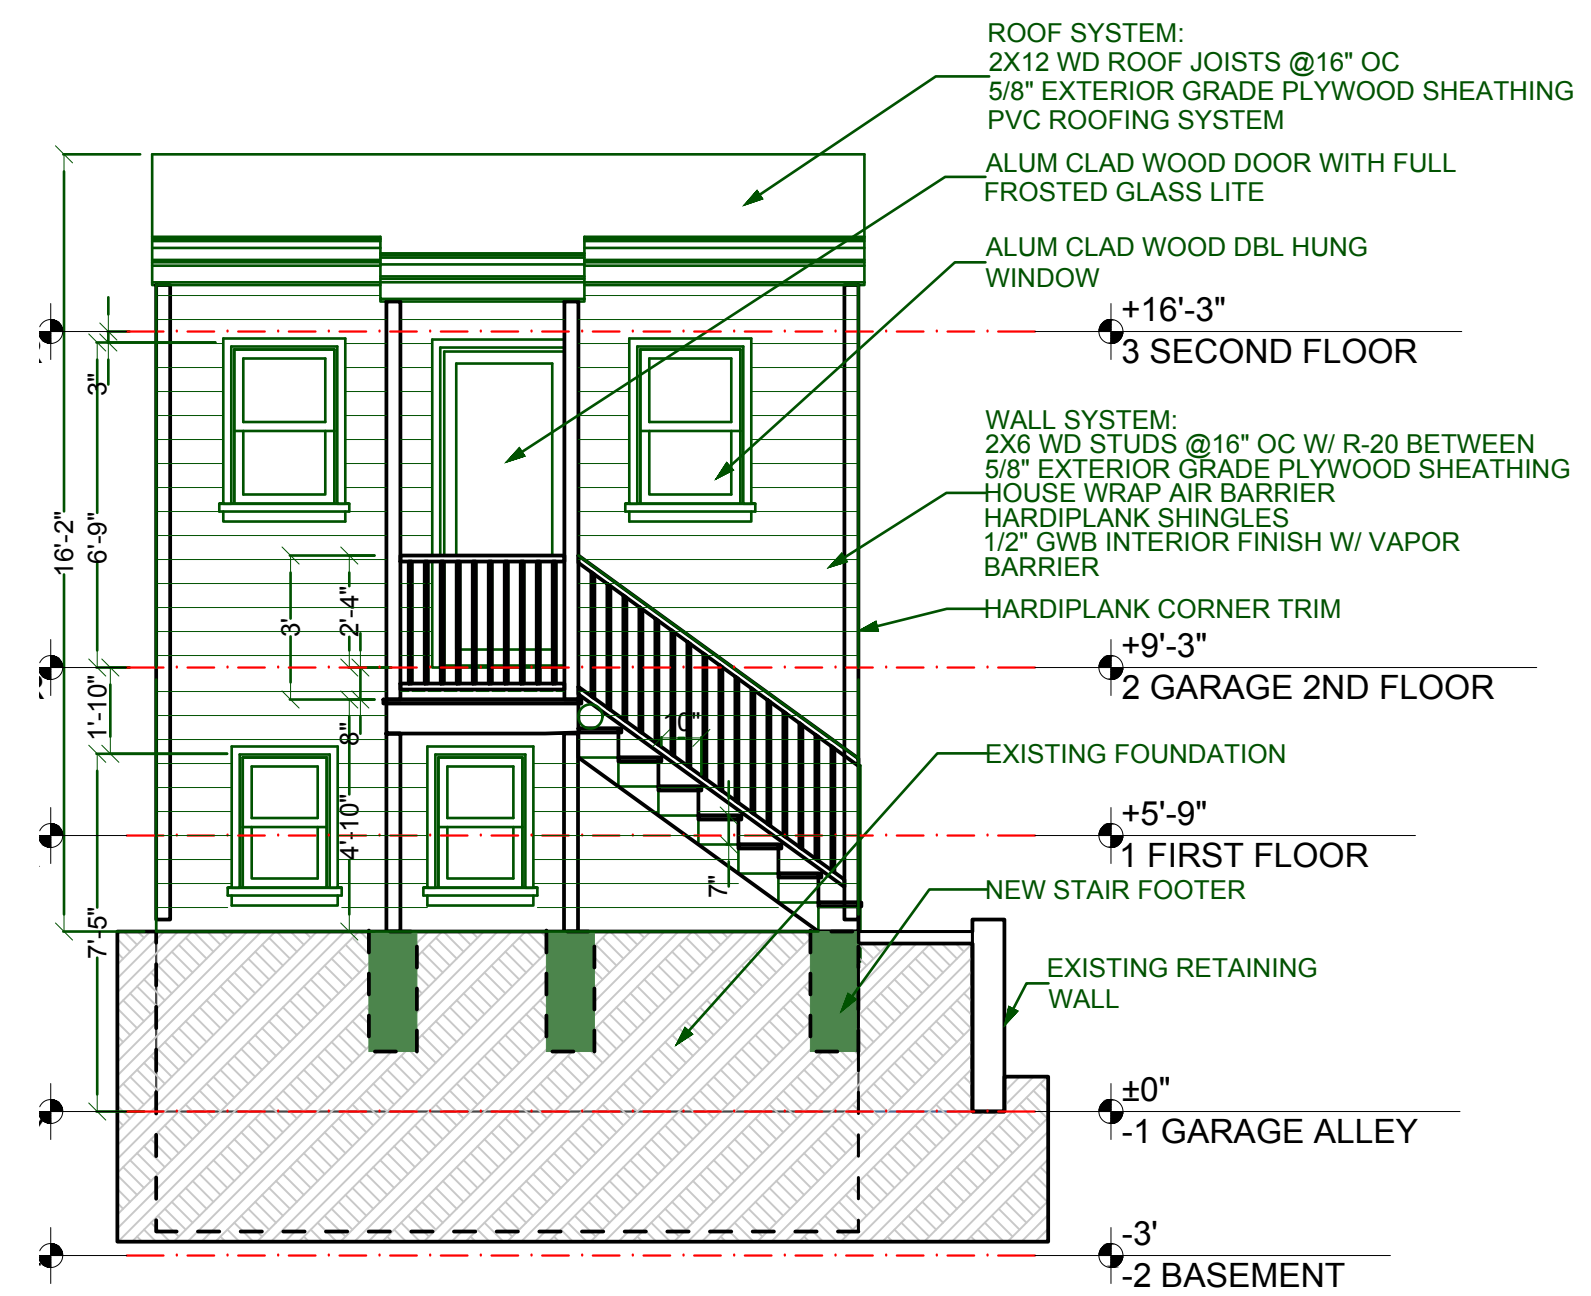 ROOF SYSTEM:
2X12 WD ROOF JOISTS @16" OC
5/8" EXTERIOR GRADE PLYWOOD SHEATHING
PVC ROOFING SYSTEM
ALUM CLAD WOOD DOOR WITH FULL
FROSTED GLASS LITE
ALUM CLAD WOOD DBL HUNG
WINDOW
+16'-3"
3 SECOND FLOOR
WALL SYSTEM:
2X6 WD STUDS @16" OC W/ R-20 BETWEEN
5/8" EXTERIOR GRADE PLYWOOD SHEATHING
HOUSE WRAP AIR BARRIER
HARDIPLANK SHINGLES
1/2" GWB INTERIOR FINISH W/ VAPOR
BARRIER
HARDIPLANK CORNER TRIM
+9'-3"
2 GARAGE 2ND FLOOR
EXISTING FOUNDATION
+5'-9"
1 FIRST FLOOR
NEW STAIR FOOTER
EXISTING RETAINING
WALL
±0"
-1 GARAGE ALLEY
-3'
-2 BASEMENT
16'-2"
3"
6'-9"
1'-10"
7'-5"
3'
2'-4"
8"
4'-10"
10"
7"